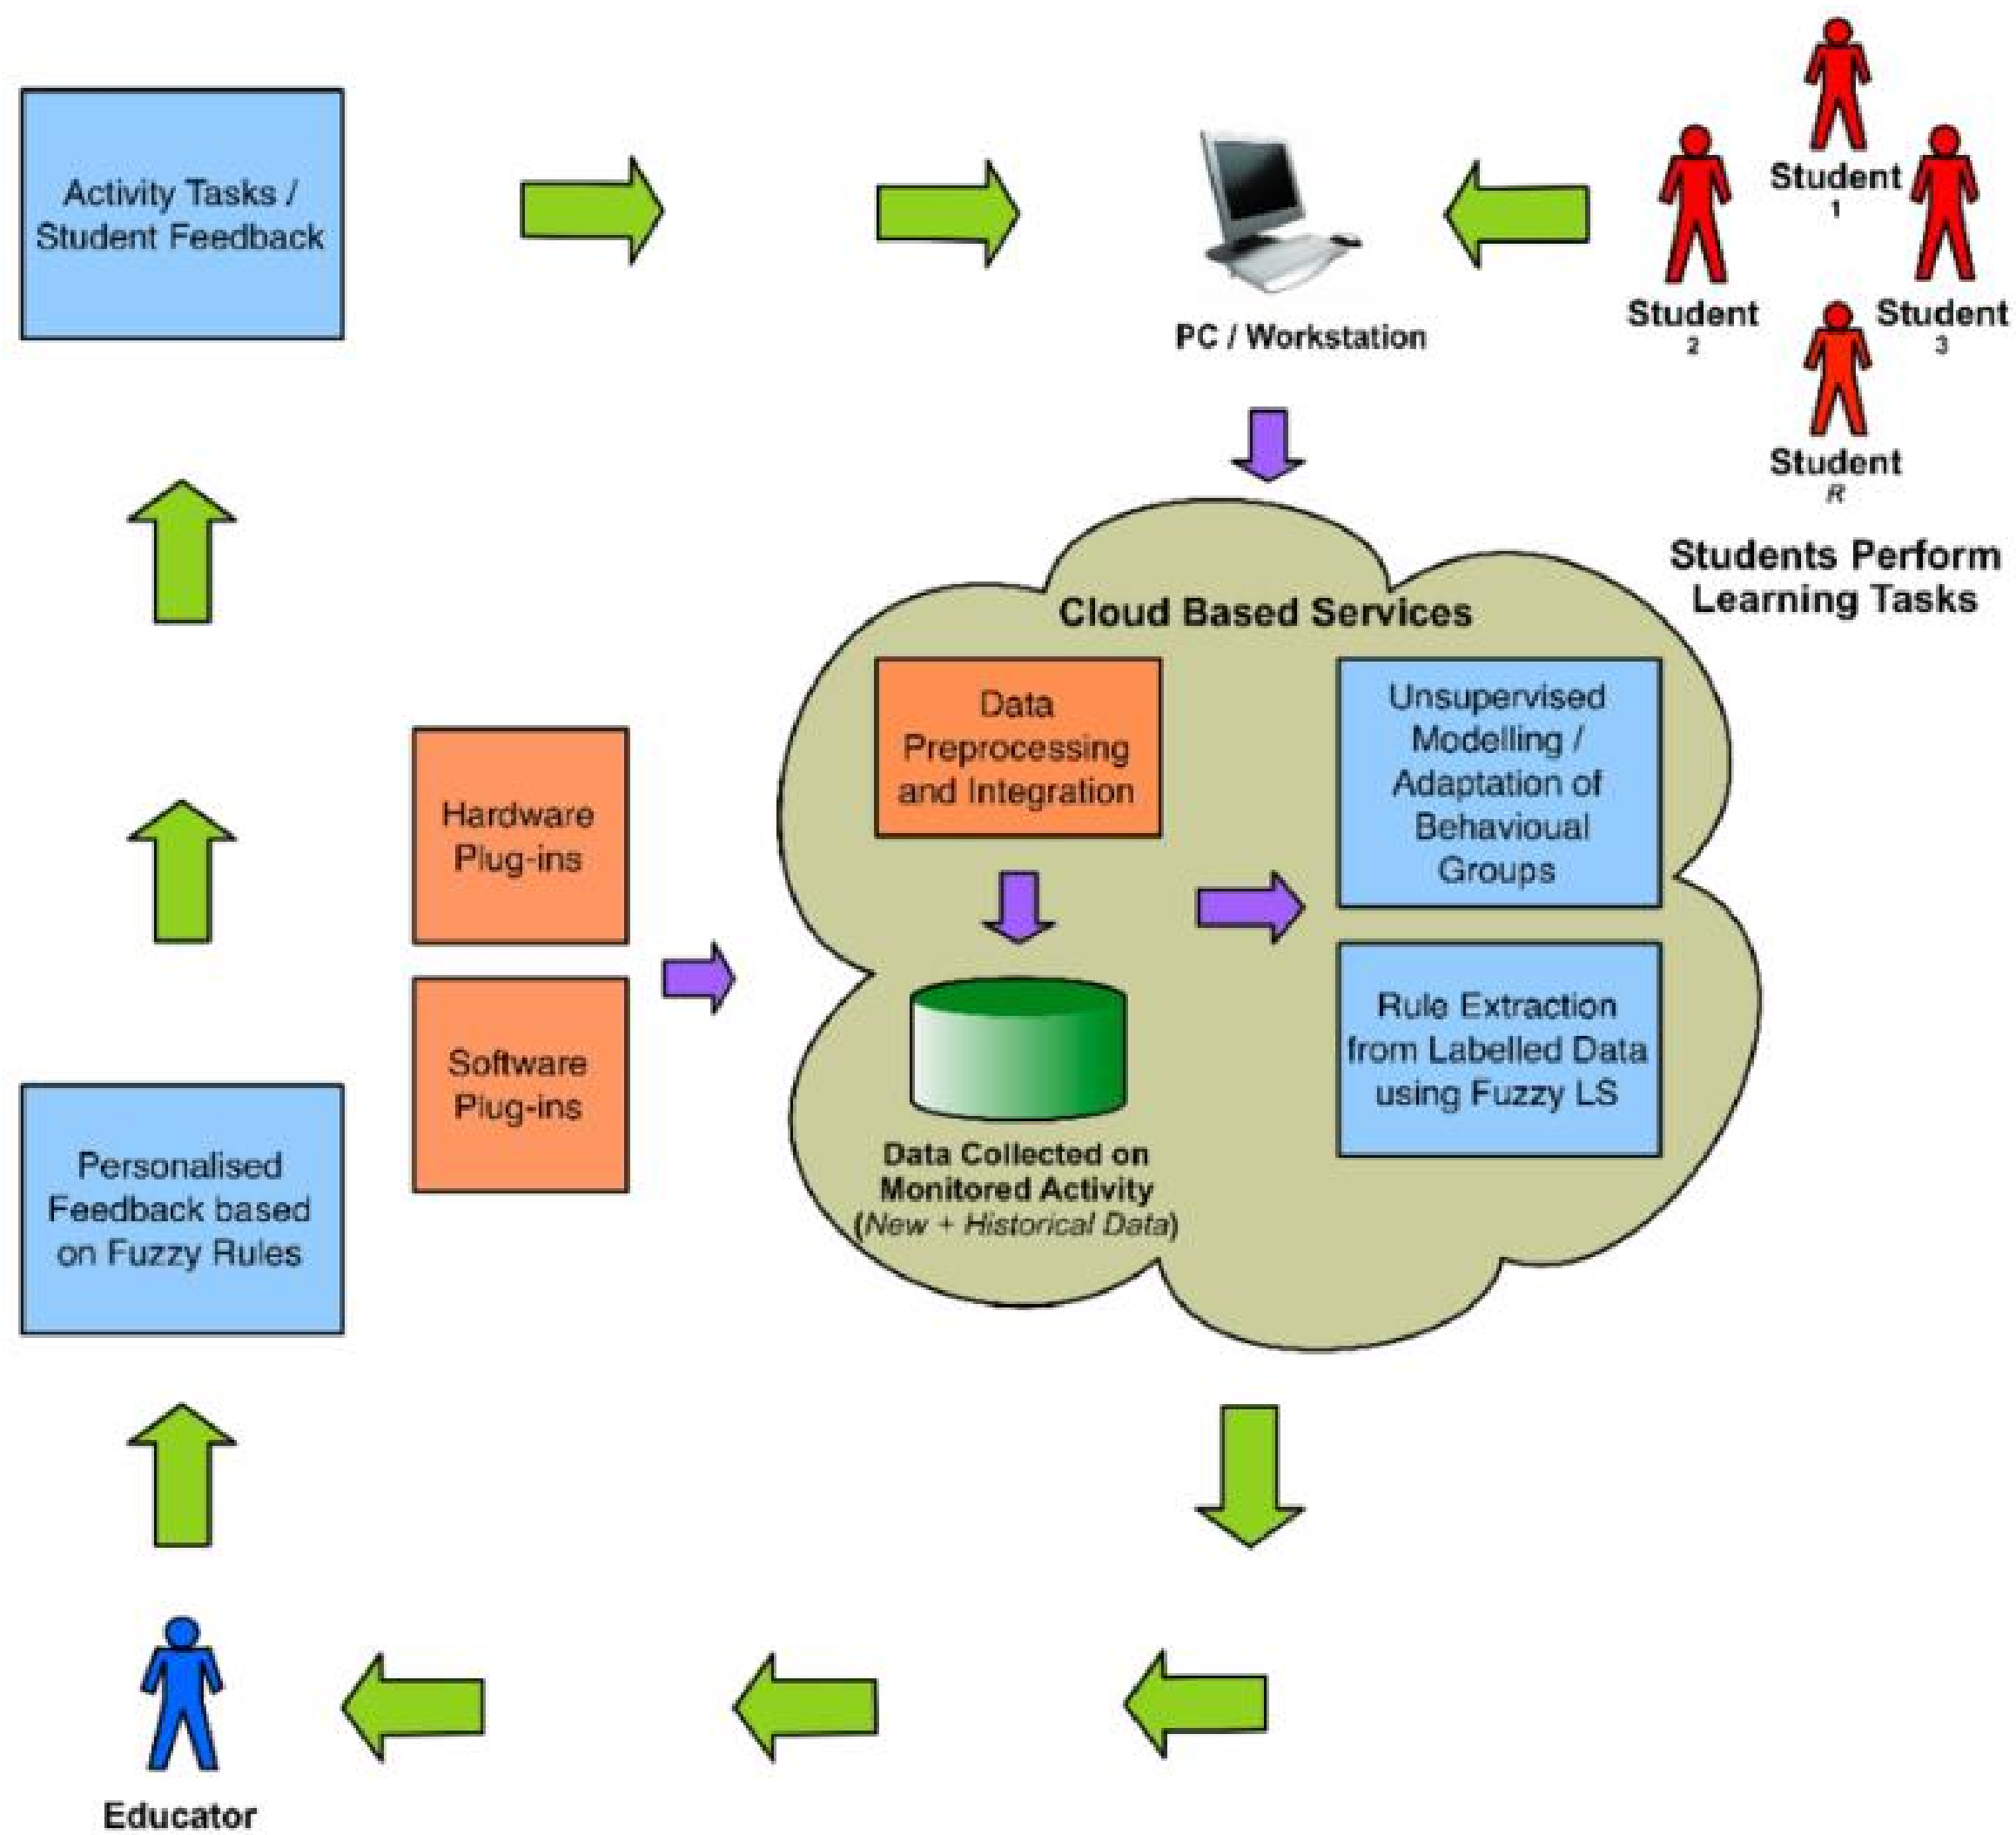 Activity Tasks /
Student Feedback
PC / Workstation
Student
1
Student
2
Student
3
Student
R
Students Perform
Learning Tasks
Cloud Based Services
Data
Preprocessing
and Integration
Unsupervised
Modelling /
Adaptation of
Behavioual
Groups
Hardware
Plug-ins
Software
Plug-ins
Rule Extraction
from Labelled Data
using Fuzzy LS
Data Collected on
Monitored Activity
(New + Historical Data)
Personalised
Feedback based
on Fuzzy Rules
Educator